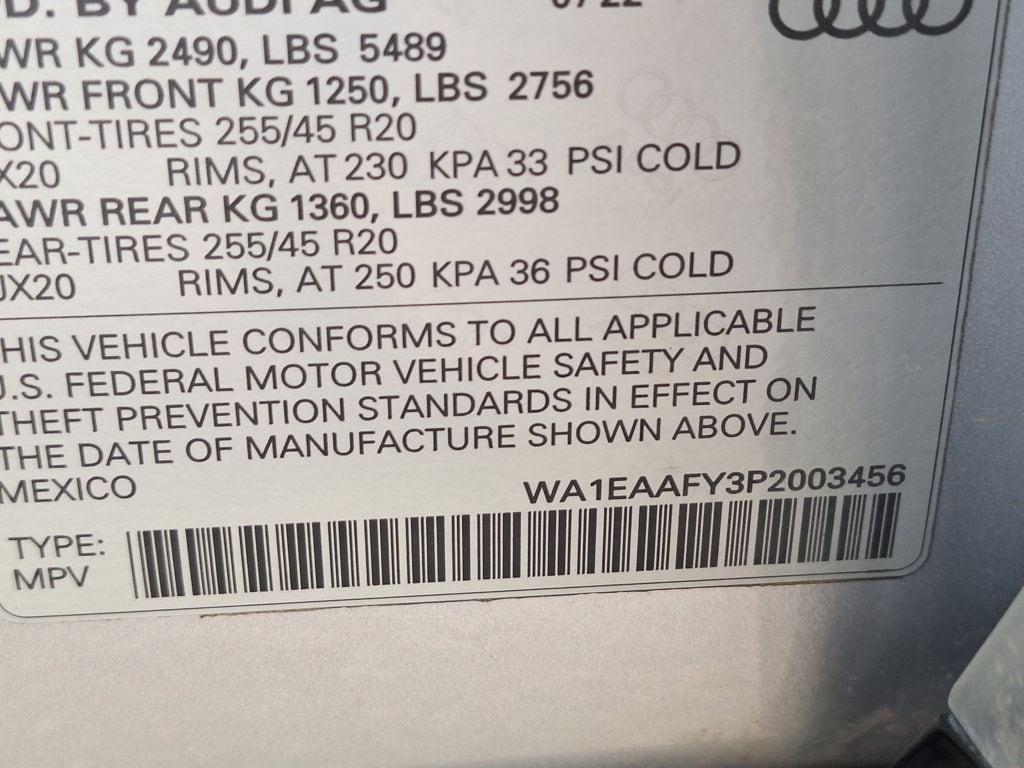 D. BY AUDI AG 07/22
WR KG 2490, LBS 5489
WR FRONT KG 1250, LBS 2756
ONT-TIRES 255/45 R20
X20 RIMS, AT 230 KPA 33 PSI COLD
AWR REAR KG 1360, LBS 2998
EAR-TIRES 255/45 R20
JX20 RIMS, AT 250 KPA 36 PSI COLD
HIS VEHICLE CONFORMS TO ALL APPLICABLE
U.S. FEDERAL MOTOR VEHICLE SAFETY AND
THEFT PREVENTION STANDARDS IN EFFECT ON
THE DATE OF MANUFACTURE SHOWN ABOVE.
MEXICO WA1EAAFY3P2003456
TYPE:
MPV